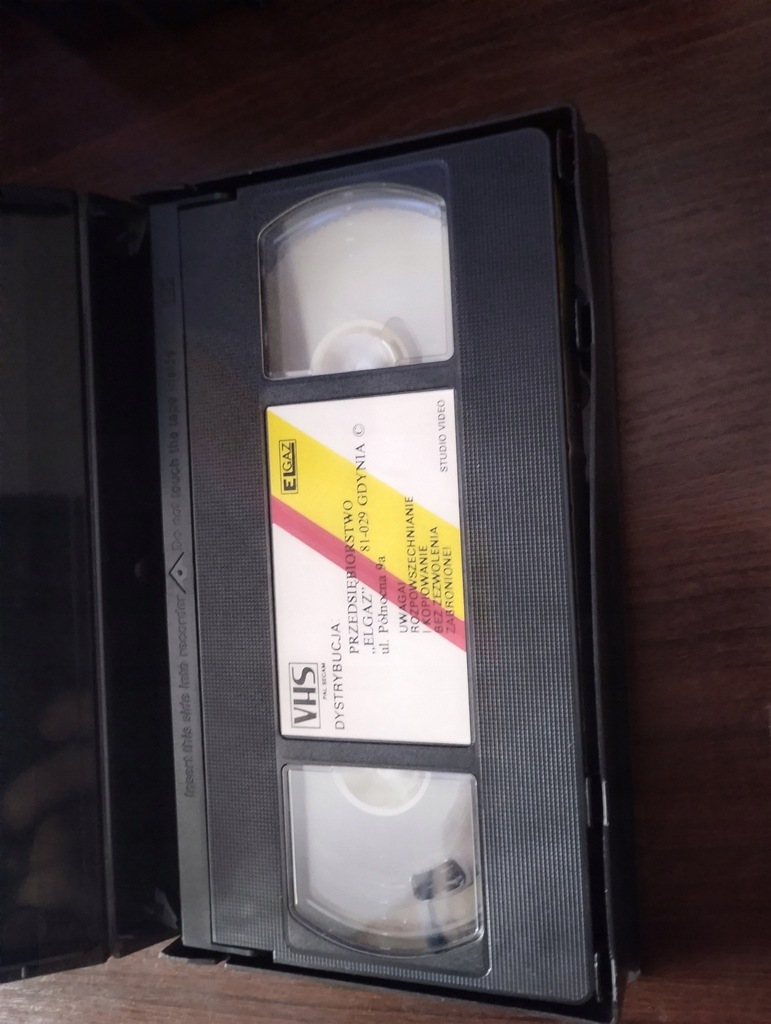 Insert this side into recorder Do not touch the tape inside
VHS
PAL SECAM
ELGAZ
DYSTRYBUCJA
PRZEDSIĘBIORSTWO
„ELGAZ” 81-029 GDYNIA ©
ul. Północna 9a
UWAGA!
ROZPOWSZECHNIANIE
I KOPIOWANIE
BEZ ZEZWOLENIA
ZABRONIONE!
STUDIO VIDEO